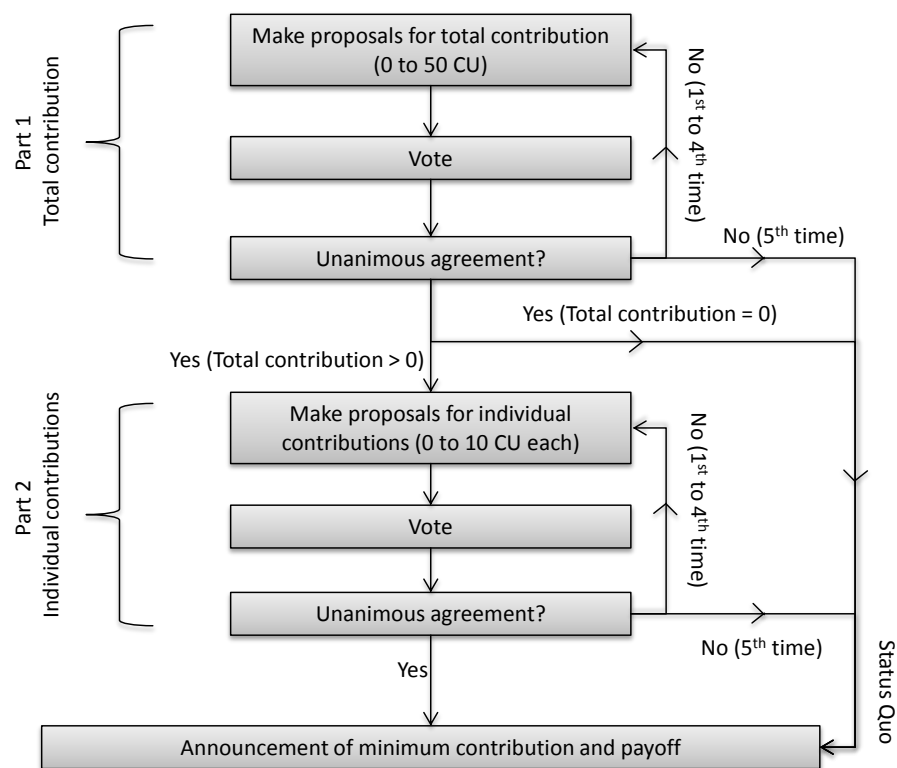 Make proposals for total contribution
(0 to 50 CU)
No (1st to 4th time)
Part 1
Total contribution
Vote
Unanimous agreement?
No (5th time)
Yes (Total contribution = 0)
Yes (Total contribution > 0)
Make proposals for individual
contributions (0 to 10 CU each)
No (1st to 4th time)
Part 2
Individual contributions
Vote
Unanimous agreement?
No (5th time)
Yes
Status Quo
Announcement of minimum contribution and payoff